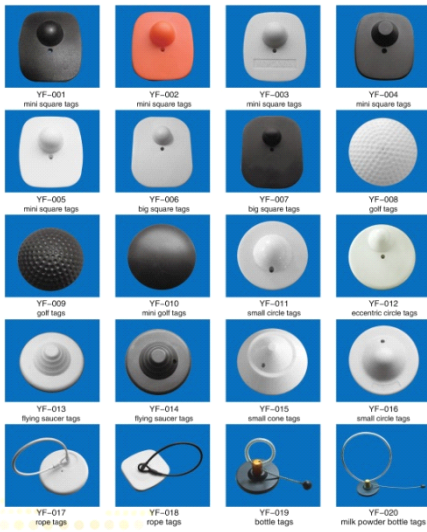 YF-001 YF-002 YF-003 YF-004
mini square tags mini square tags mini square tags mini square tags
YF-005 YF-006 YF-007 YF-008
mini square tags big square tags big square tags golf tags
YF-009 YF-010 YF-011 YF-012
golf tags mini golf tags small circle tags eccentric circle tags
YF-013 YF-014 YF-015 YF-016
flying saucer tags flying saucer tags small cone tags small circle tags
YF-017 YF-018 YF-019 YF-020
rope tags rope tags bottle tags milk powder bottle tags